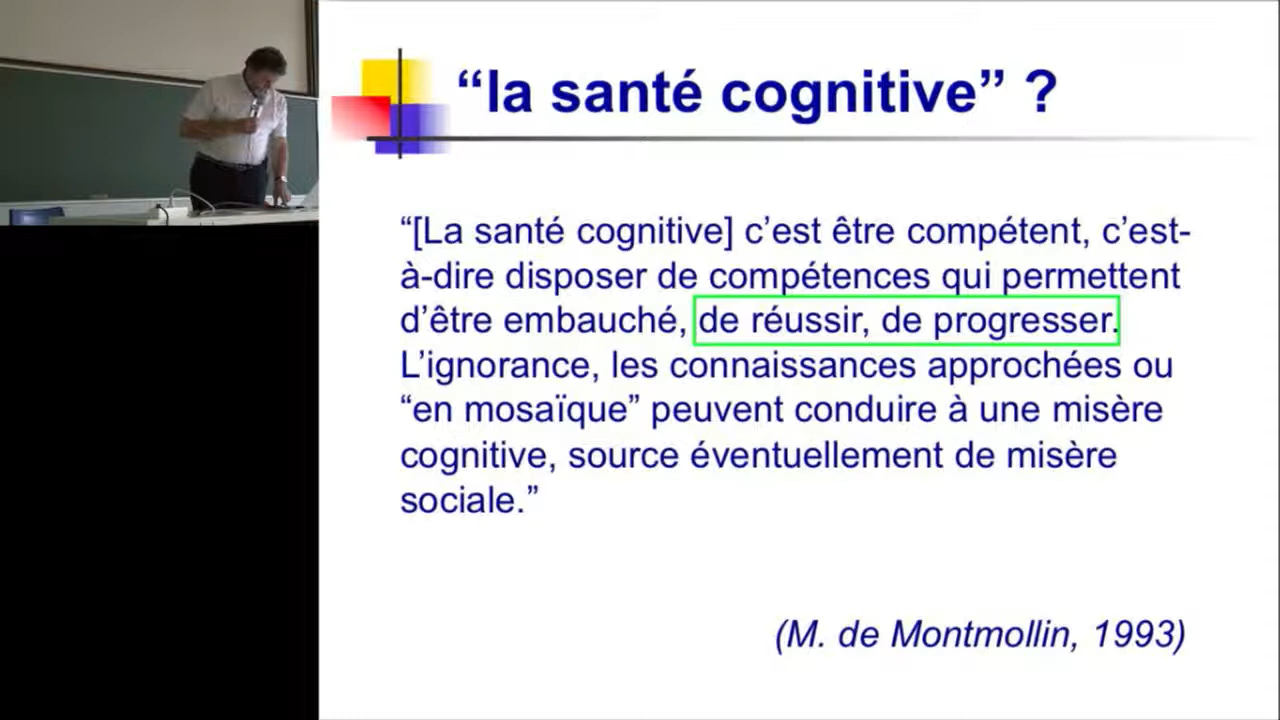 “la santé cognitive” ?
“[La santé cognitive] c’est être compétent, c’est-
à-dire disposer de compétences qui permettent
d’être embauché, de réussir, de progresser.
L’ignorance, les connaissances approchées ou
“en mosaïque” peuvent conduire à une misère
cognitive, source éventuellement de misère
sociale.”
(M. de Montmollin, 1993)